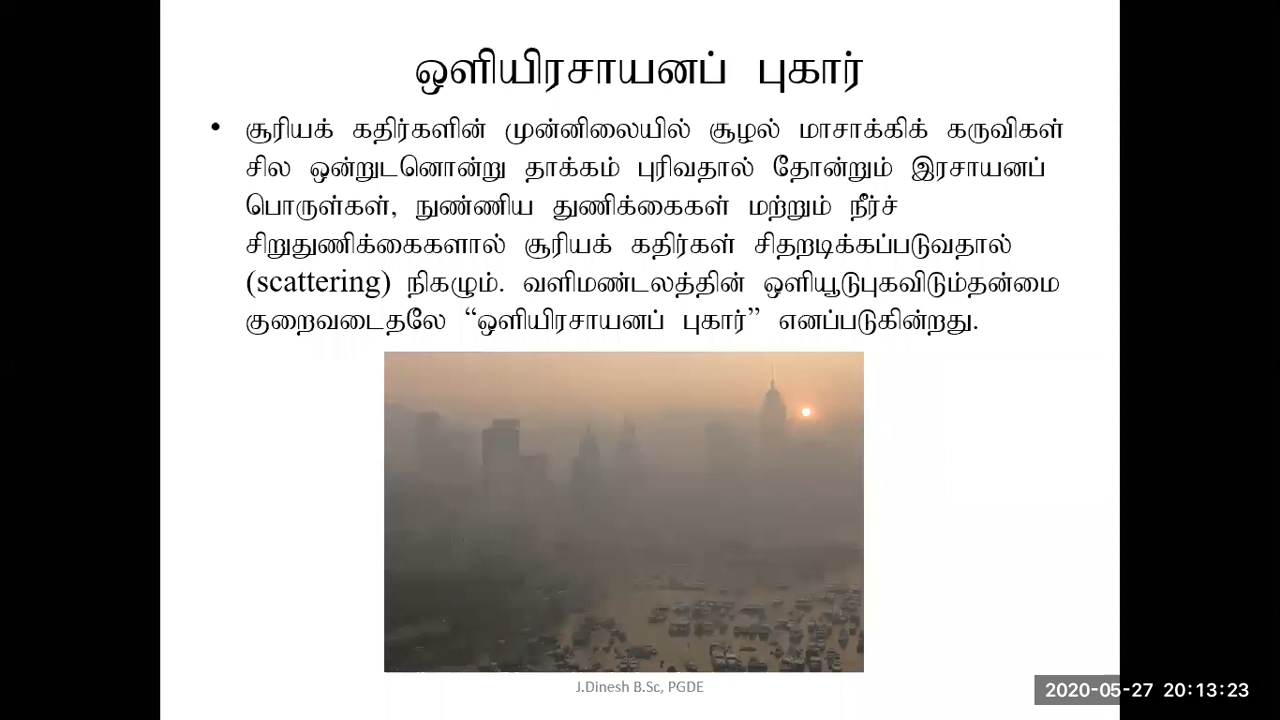 ஒளியிரசாயனப் புகார்
• சூரியக் கதிர்களின் முன்னிலையில் சூழல் மாசாக்கிக் கருவிகள்
சில ஒன்றுடனொன்று தாக்கம் புரிவதால் தோன்றும் இரசாயனப்
பொருள்கள், நுண்ணிய துணிக்கைகள் மற்றும் நீர்ச்
சிறுதுணிக்கைகளால் சூரியக் கதிர்கள் சிதறடிக்கப்படுவதால்
(scattering) நிகழும். வளிமண்டலத்தின் ஒளியூடுபுகவிடும்தன்மை
குறைவடைதலே “ஒளியிரசாயனப் புகார்” எனப்படுகின்றது.
J.Dinesh B.Sc, PGDE
2020-05-27 20:13:23